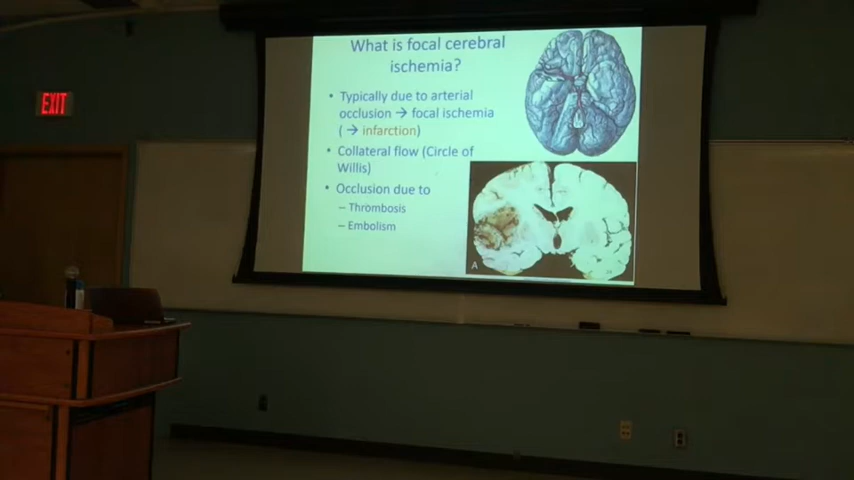 EXIT
What is focal cerebral
ischemia?
• Typically due to arterial
occlusion → focal ischemia
( → infarction)
• Collateral flow (Circle of
Willis)
• Occlusion due to
– Thrombosis
– Embolism
A